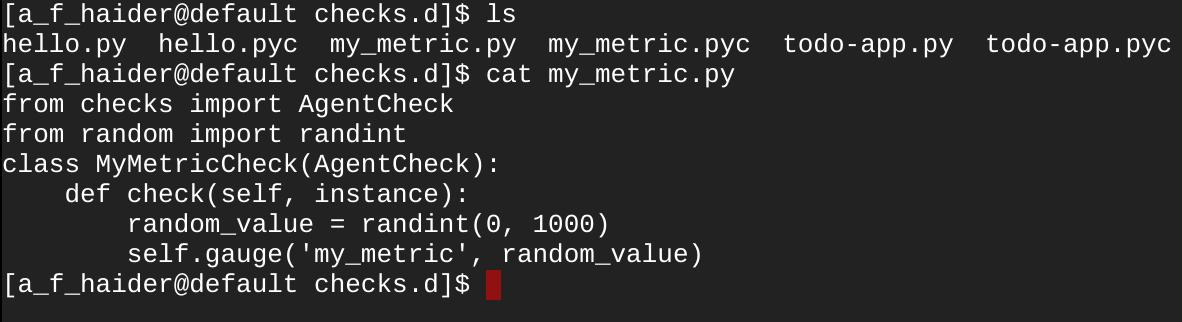 [a_f_haider@default checks.d]$ ls
hello.py  hello.pyc  my_metric.py  my_metric.pyc  todo-app.py  todo-app.pyc
[a_f_haider@default checks.d]$ cat my_metric.py
from checks import AgentCheck
from random import randint
class MyMetricCheck(AgentCheck):
    def check(self, instance):
        random_value = randint(0, 1000)
        self.gauge('my_metric', random_value)
[a_f_haider@default checks.d]$